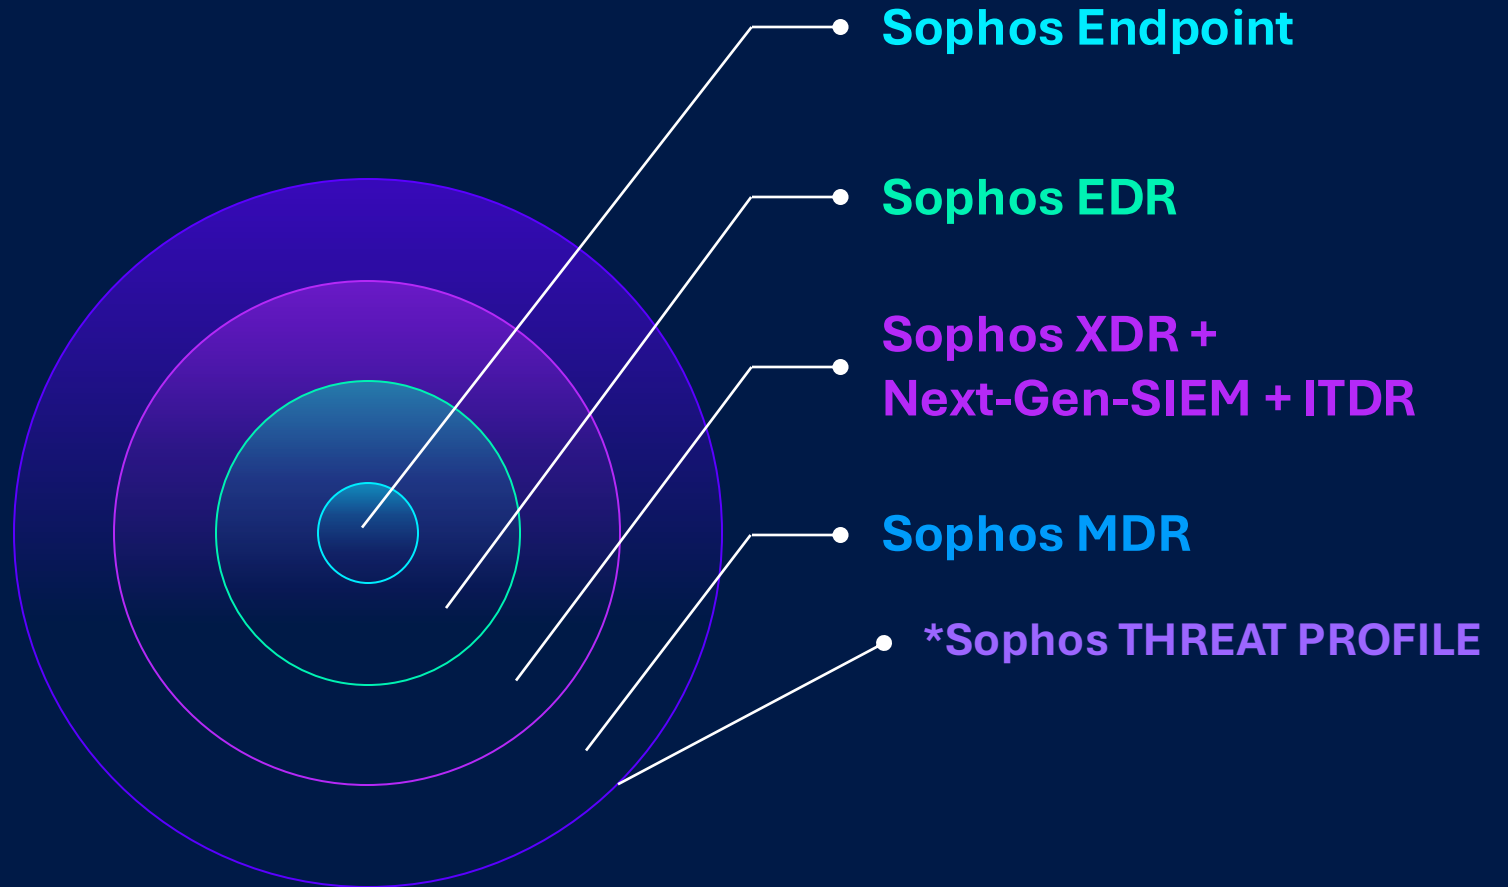 Sophos Endpoint
Sophos EDR
Sophos XDR +
Next-Gen-SIEM + ITDR
Sophos MDR
*Sophos THREAT PROFILE